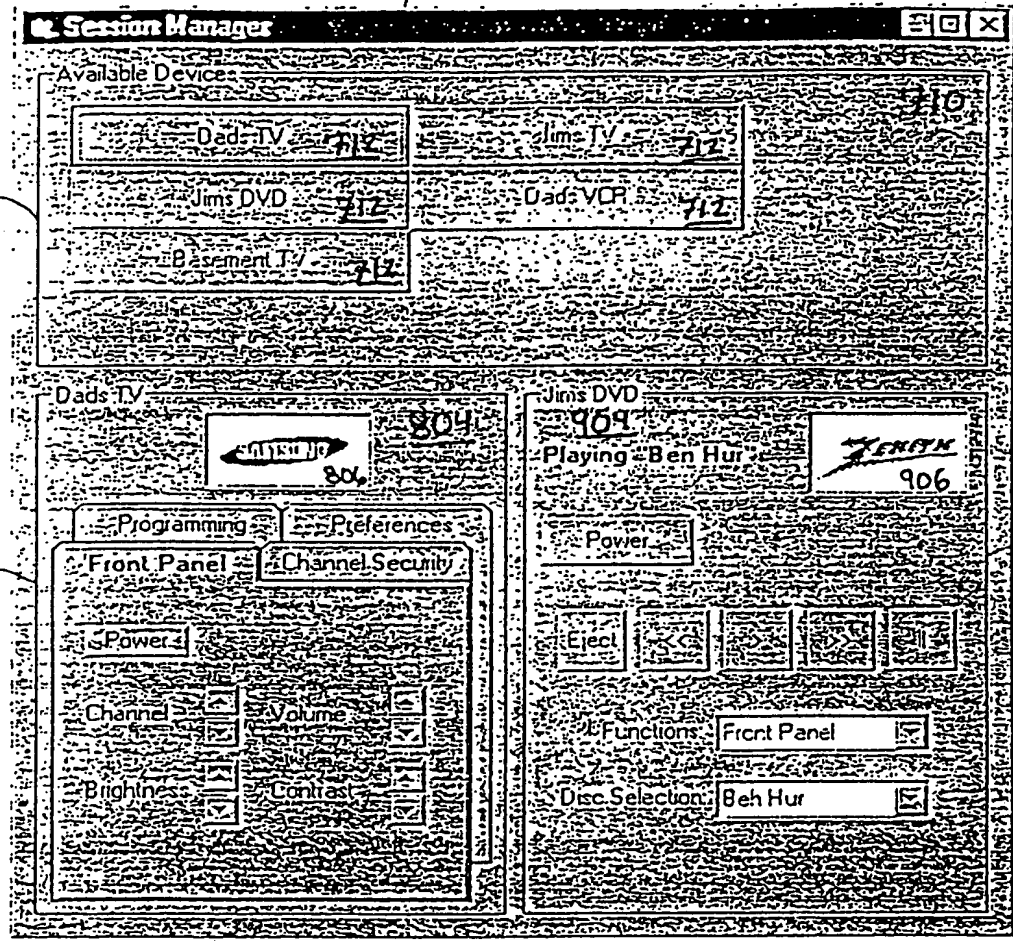 Session Manager
Available Devices
710
Dads TV 712
Jims TV 712
Jims DVD 712
Dads VCR 712
Basement TV 712
Dads TV
804
806
Programming
Preferences
Front Panel
Channel Security
Power
Channel
Volume
Brightness
Contrast
Jims DVD
904
Playing - Ben Hur
ZENITH
906
Power
Eject
<<
>
>>
||
Functions:
Front Panel
Disc Selection:
Beh Hur